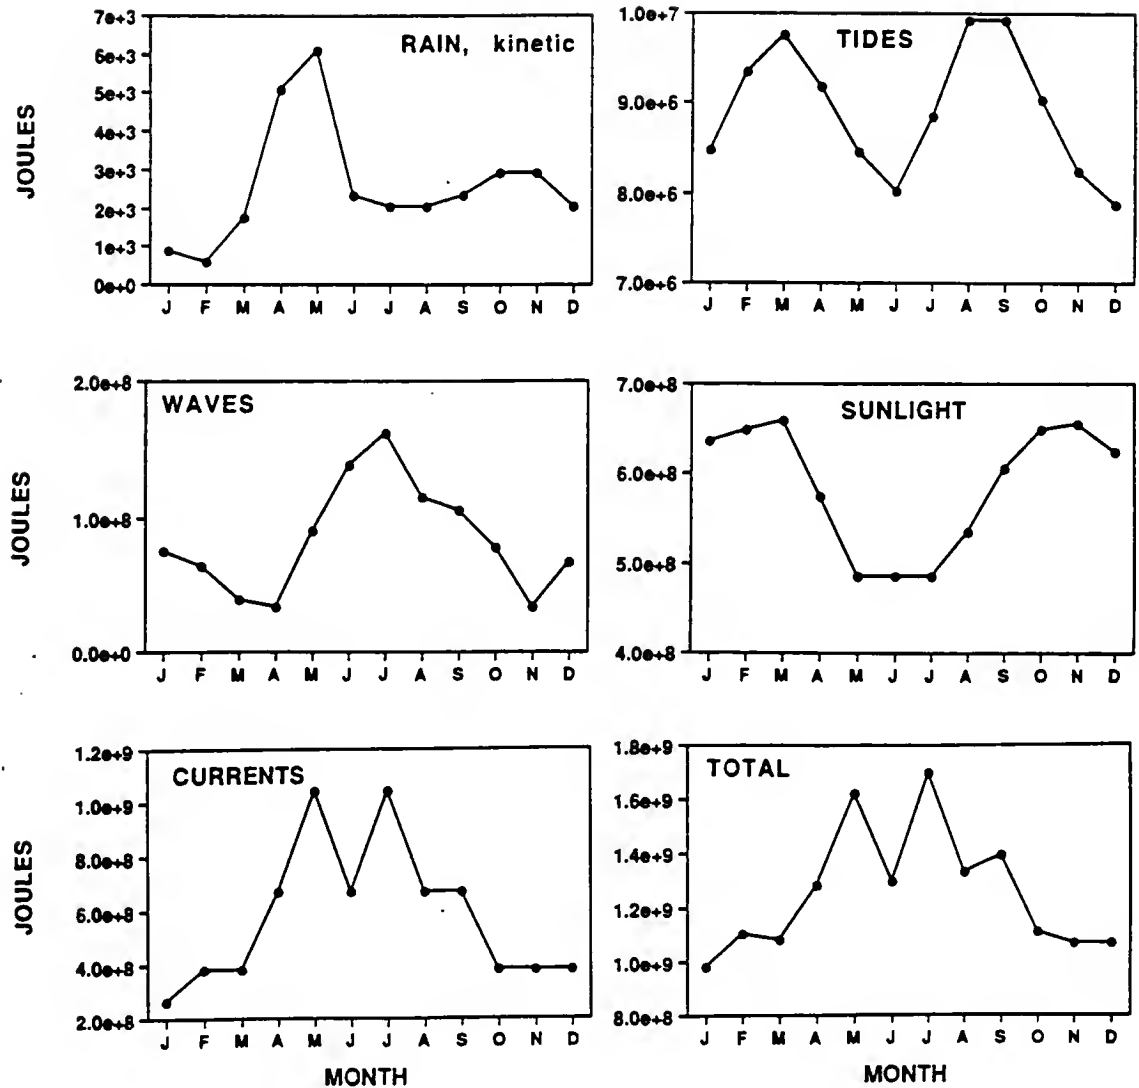 RAIN, kinetic
JOULES
7e+3
6e+3
5e+3
4e+3
3e+3
2e+3
1e+3
0e+0
J F M A M J J A S O N D
TIDES
1.0e+7
9.0e+6
8.0e+6
7.0e+6
J F M A M J J A S O N D
WAVES
JOULES
2.0e+8
1.0e+8
0.0e+0
J F M A M J J A S O N D
SUNLIGHT
7.0e+8
6.0e+8
5.0e+8
4.0e+8
J F M A M J J A S O N D
CURRENTS
JOULES
1.2e+9
1.0e+9
8.0e+8
6.0e+8
4.0e+8
2.0e+8
J F M A M J J A S O N D
MONTH
TOTAL
1.8e+9
1.6e+9
1.4e+9
1.2e+9
1.0e+9
8.0e+8
J F M A M J J A S O N D
MONTH